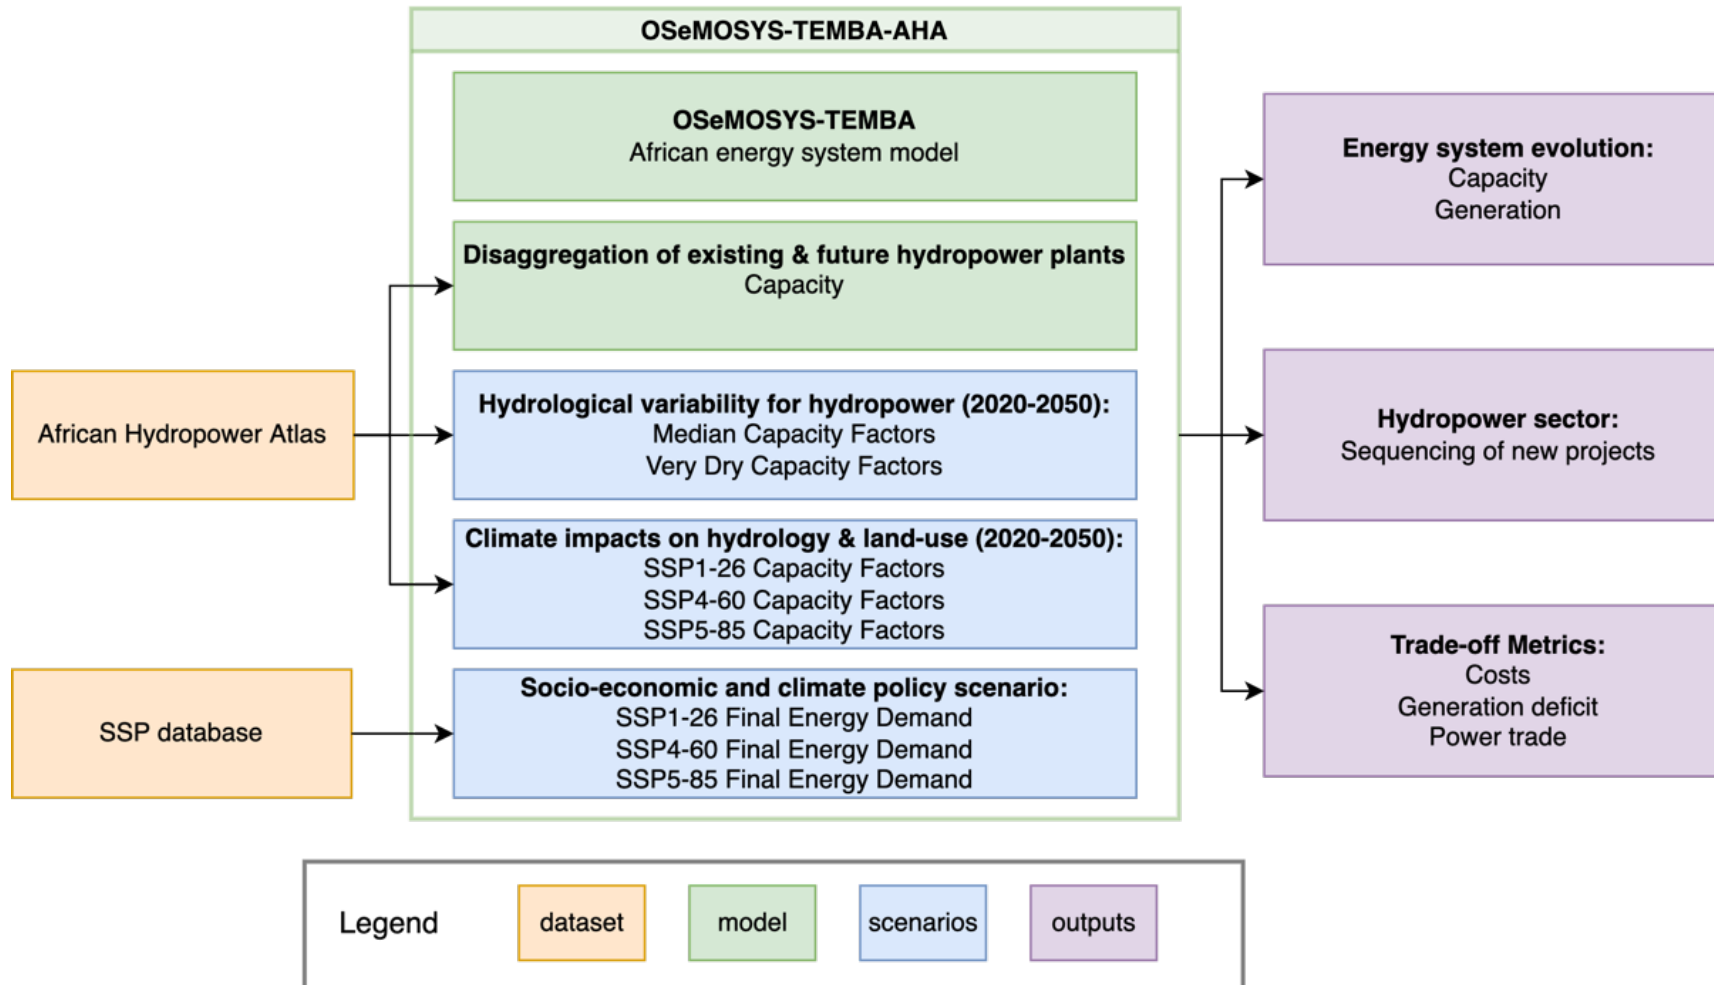 OSeMOSYS-TEMBA-AHA
OSeMOSYS-TEMBA
African energy system model
Disaggregation of existing & future hydropower plants
Capacity
African Hydropower Atlas
Hydrological variability for hydropower (2020-2050):
Median Capacity Factors
Very Dry Capacity Factors
Climate impacts on hydrology & land-use (2020-2050):
SSP1-26 Capacity Factors
SSP4-60 Capacity Factors
SSP5-85 Capacity Factors
SSP database
Socio-economic and climate policy scenario:
SSP1-26 Final Energy Demand
SSP4-60 Final Energy Demand
SSP5-85 Final Energy Demand
Energy system evolution:
Capacity
Generation
Hydropower sector:
Sequencing of new projects
Trade-off Metrics:
Costs
Generation deficit
Power trade
Legend
dataset
model
scenarios
outputs